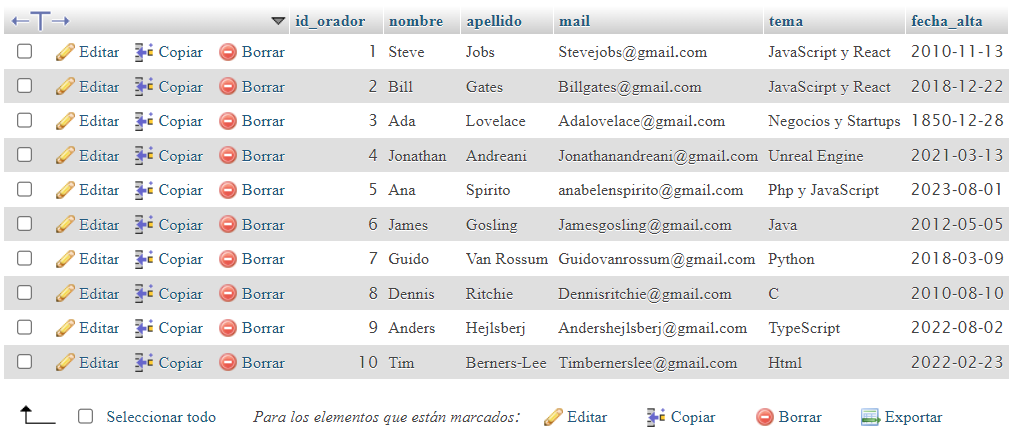 id_orador nombre apellido mail tema fecha_alta
Editar Copiar Borrar 1 Steve Jobs Stevejobs@gmail.com JavaScript y React 2010-11-13
Editar Copiar Borrar 2 Bill Gates Billgates@gmail.com JavaScirpt y React 2018-12-22
Editar Copiar Borrar 3 Ada Lovelace Adalovelace@gmail.com Negocios y Startups 1850-12-28
Editar Copiar Borrar 4 Jonathan Andreani Jonathanandreani@gmail.com Unreal Engine 2021-03-13
Editar Copiar Borrar 5 Ana Spirito anabelenspirito@gmail.com Php y JavaScript 2023-08-01
Editar Copiar Borrar 6 James Gosling Jamesgosling@gmail.com Java 2012-05-05
Editar Copiar Borrar 7 Guido Van Rossum Guidovanrossum@gmail.com Python 2018-03-09
Editar Copiar Borrar 8 Dennis Ritchie Dennisritchie@gmail.com C 2010-08-10
Editar Copiar Borrar 9 Anders Hejlsberj Andershejlsberj@gmail.com TypeScript 2022-08-02
Editar Copiar Borrar 10 Tim Berners-Lee Timbernerslee@gmail.com Html 2022-02-23
Seleccionar todo Para los elementos que están marcados: Editar Copiar Borrar Exportar